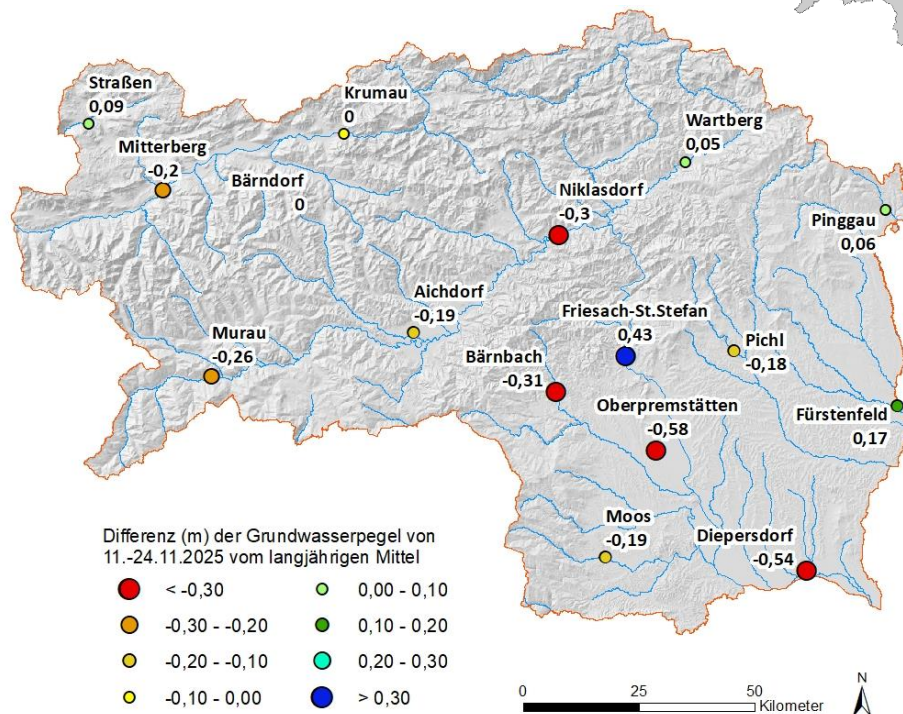 Straßen
0,09
Krumau
0
Wartberg
0,05
Mitterberg
-0,2
Bärndorf
0
Niklasdorf
-0,3
Pinggau
0,06
Aichdorf
-0,19
Friesach-St.Stefan
0,43
Murau
-0,26
Pichl
-0,18
Bärnbach
-0,31
Oberpremstätten
-0,58
Fürstenfeld
0,17
Moos
-0,19
Diepersdorf
-0,54
Differenz (m) der Grundwasserpegel von
11.-24.11.2025 vom langjährigen Mittel
< -0,30
-0,30 - -0,20
-0,20 - -0,10
-0,10 - 0,00
0,00 - 0,10
0,10 - 0,20
0,20 - 0,30
> 0,30
0 25 50
Kilometer
N